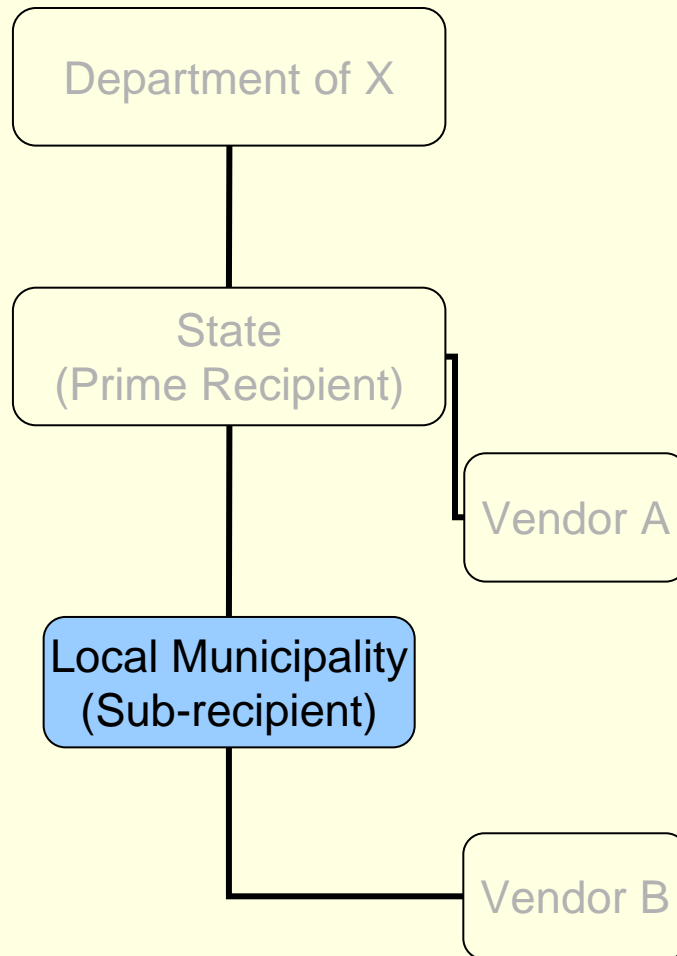 Department of X
State
(Prime Recipient)
Vendor A
Local Municipality
(Sub-recipient)
Vendor B